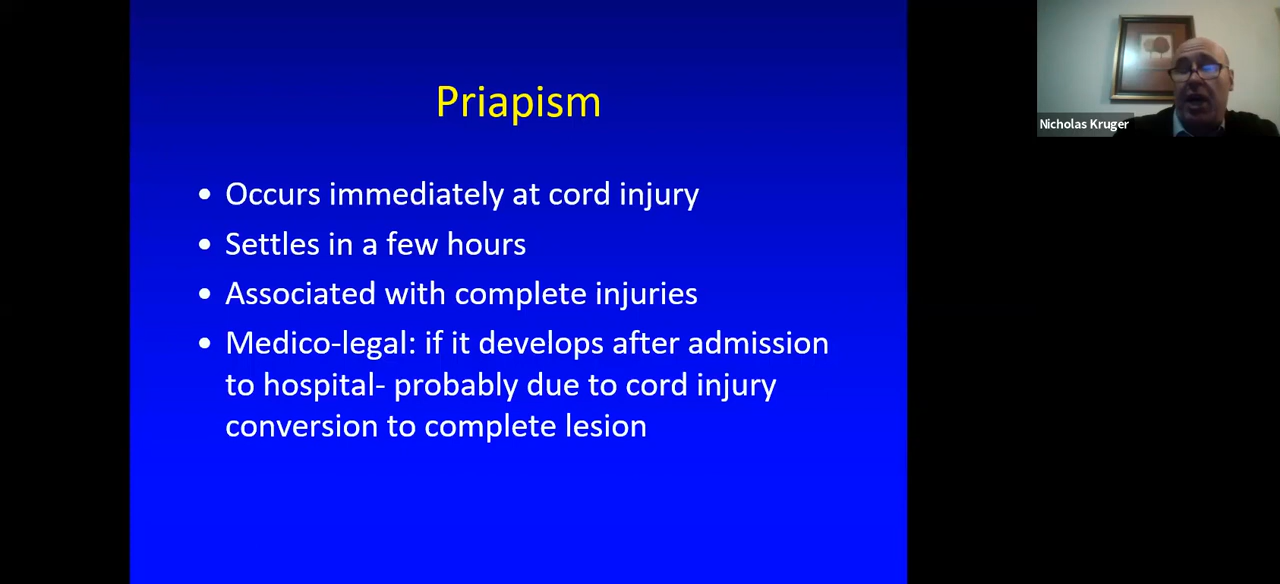 Priapism
• Occurs immediately at cord injury
• Settles in a few hours
• Associated with complete injuries
• Medico-legal: if it develops after admission
to hospital- probably due to cord injury
conversion to complete lesion
Nicholas Kruger